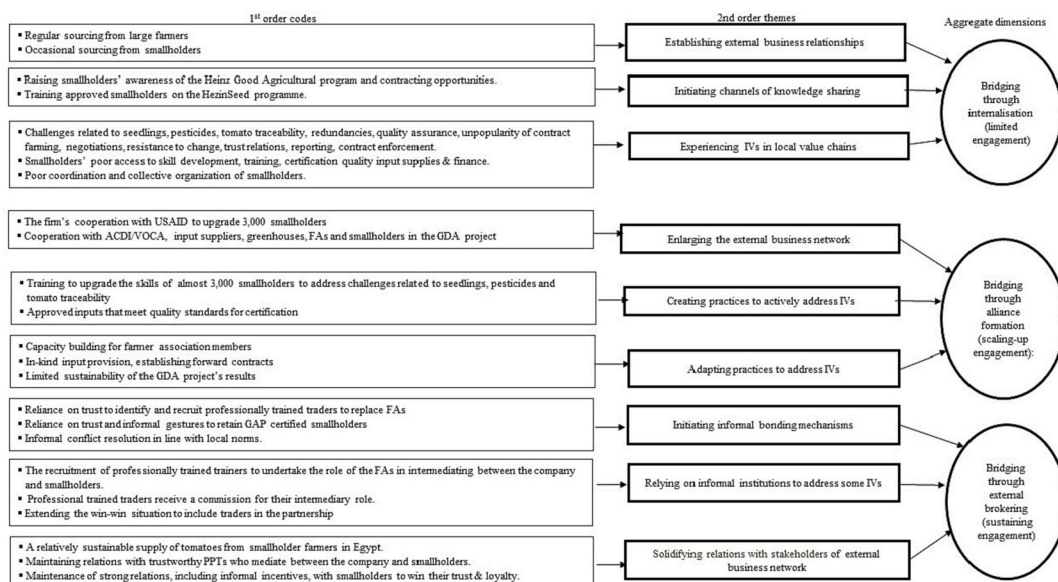 1st order codes
2nd order themes
Aggregate dimensions
▪ Regular sourcing from large farmers
▪ Occasional sourcing from smallholders
Establishing external business relationships
▪ Raising smallholders' awareness of the Heinz Good Agricultural program and contracting opportunities.
▪ Training approved smallholders on the HezinSeed programme.
Initiating channels of knowledge sharing
▪ Challenges related to seedlings, pesticides, tomato traceability, redundancies, quality assurance, unpopularity of contract
farming, negotiations, resistance to change, trust relations, reporting, contract enforcement.
▪ Smallholders' poor access to skill development, training, certification quality input supplies & finance.
▪ Poor coordination and collective organization of smallholders.
Experiencing IVs in local value chains
Bridging
through
internalisation
(limited
engagement)
▪ The firm's cooperation with USAID to upgrade 3,000 smallholders
▪ Cooperation with ACDI/VOCA, input suppliers, greenhouses, FAs and smallholders in the GDA project
Enlarging the external business network
▪ Training to upgrade the skills of almost 3,000 smallholders to address challenges related to seedlings, pesticides and
tomato traceability
▪ Approved inputs that meet quality standards for certification
Creating practices to actively address IVs
▪ Capacity building for farmer association members
▪ In-kind input provision, establishing forward contracts
▪ Limited sustainability of the GDA project's results
Adapting practices to address IVs
Bridging
through
alliance
formation
(scaling-up
engagement):
▪ Reliance on trust to identify and recruit professionally trained traders to replace FAs
▪ Reliance on trust and informal gestures to retain GAP certified smallholders
▪ Informal conflict resolution in line with local norms.
Initiating informal bonding mechanisms
▪ The recruitment of professionally trained trainers to undertake the role of the FAs in intermediating between the company
and smallholders.
▪ Professional trained traders receive a commission for their intermediary role.
▪ Extending the win-win situation to include traders in the partnership
Relying on informal institutions to address some IVs
▪ A relatively sustainable supply of tomatoes from smallholder farmers in Egypt.
▪ Maintaining relations with trustworthy PPTs who mediate between the company and smallholders.
▪ Maintenance of strong relations, including informal incentives, with smallholders to win their trust & loyalty.
Solidifying relations with stakeholders of external
business network
Bridging
through
external
brokering
(sustaining
engagement)